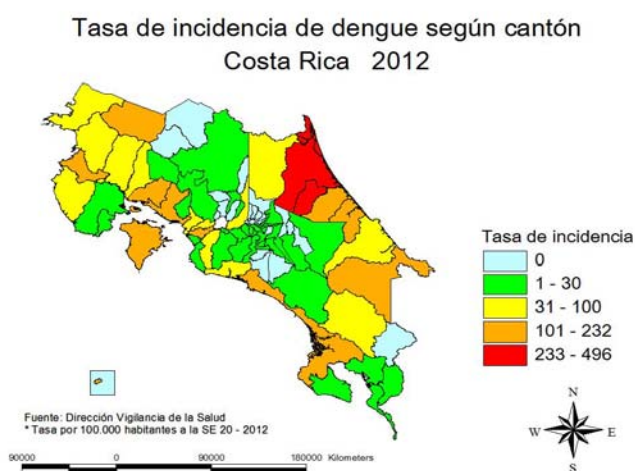 Tasa de incidencia de dengue según cantón
Costa Rica 2012
Tasa de incidencia
0
1 - 30
31 - 100
101 - 232
233 - 496
Fuente: Dirección Vigilancia de la Salud
* Tasa por 100.000 habitantes a la SE 20 - 2012
90000 0 90000 180000 Kilometers
N
W E
S